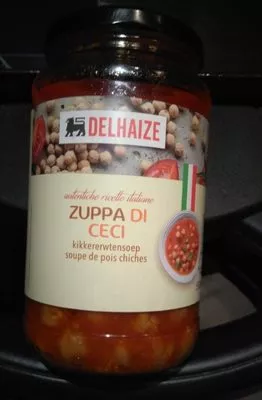 DELHAIZE
autentiche ricette italiane
ZUPPA DI
CECI
kikkererwtensoep
soupe de pois chiches